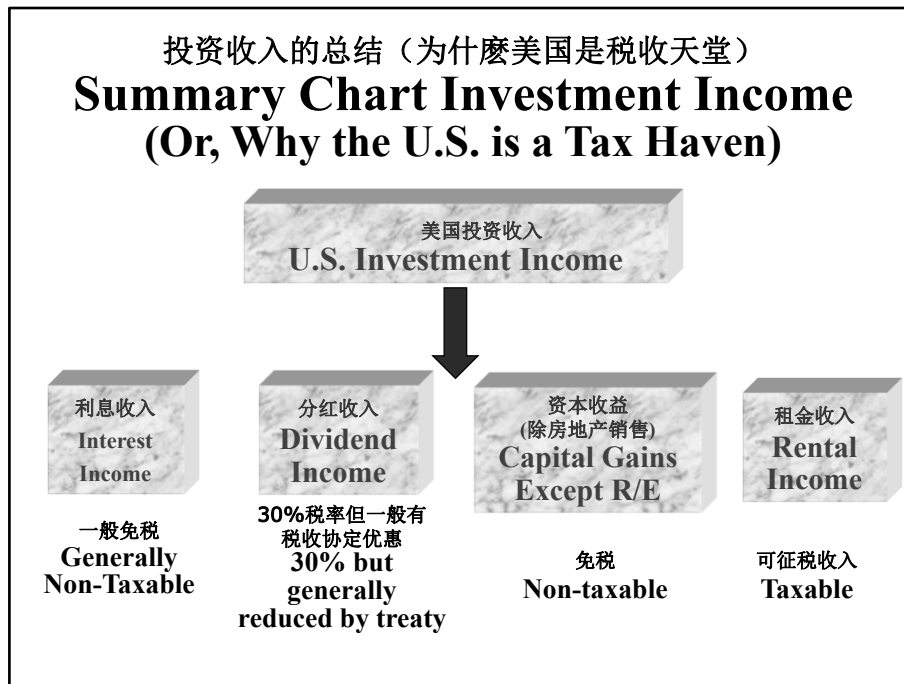 投资收入的总结（为什麽美国是税收天堂）
Summary Chart Investment Income
(Or, Why the U.S. is a Tax Haven)
美国投资收入
U.S. Investment Income
利息收入
Interest
Income
一般免税
Generally
Non-Taxable
分红收入
Dividend
Income
30%税率但一般有
税收协定优惠
30% but
generally
reduced by treaty
资本收益
(除房地产销售)
Capital Gains
Except R/E
免税
Non-taxable
租金收入
Rental
Income
可征税收入
Taxable